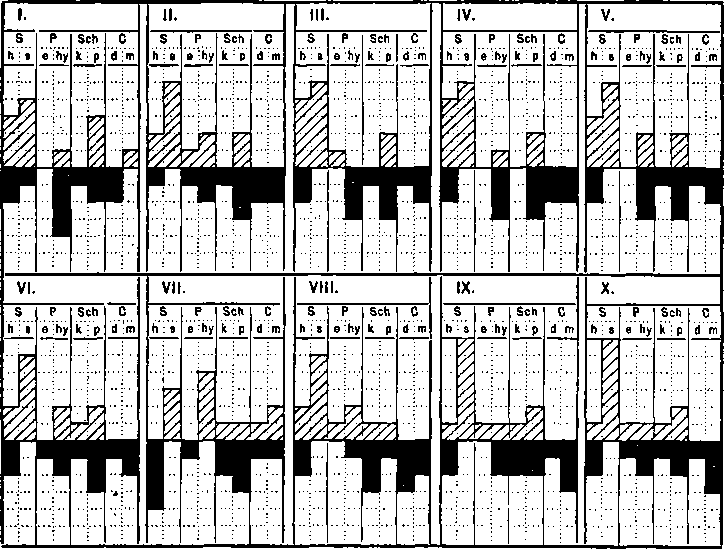 I. II. III. IV. V.
S P Sch C S P Sch C S P Sch C S P Sch C S P Sch C
h s e hy k p d m h s e hy k p d m h s e hy k p d m h s e hy k p d m h s e hy k p d m
VI. VII. VIII. IX. X.
S P Sch C S P Sch C S P Sch C S P Sch C S P Sch C
h s e hy k p d m h s e hy k p d m h s e hy k p d m h s e hy k p d m h s e hy k p d m